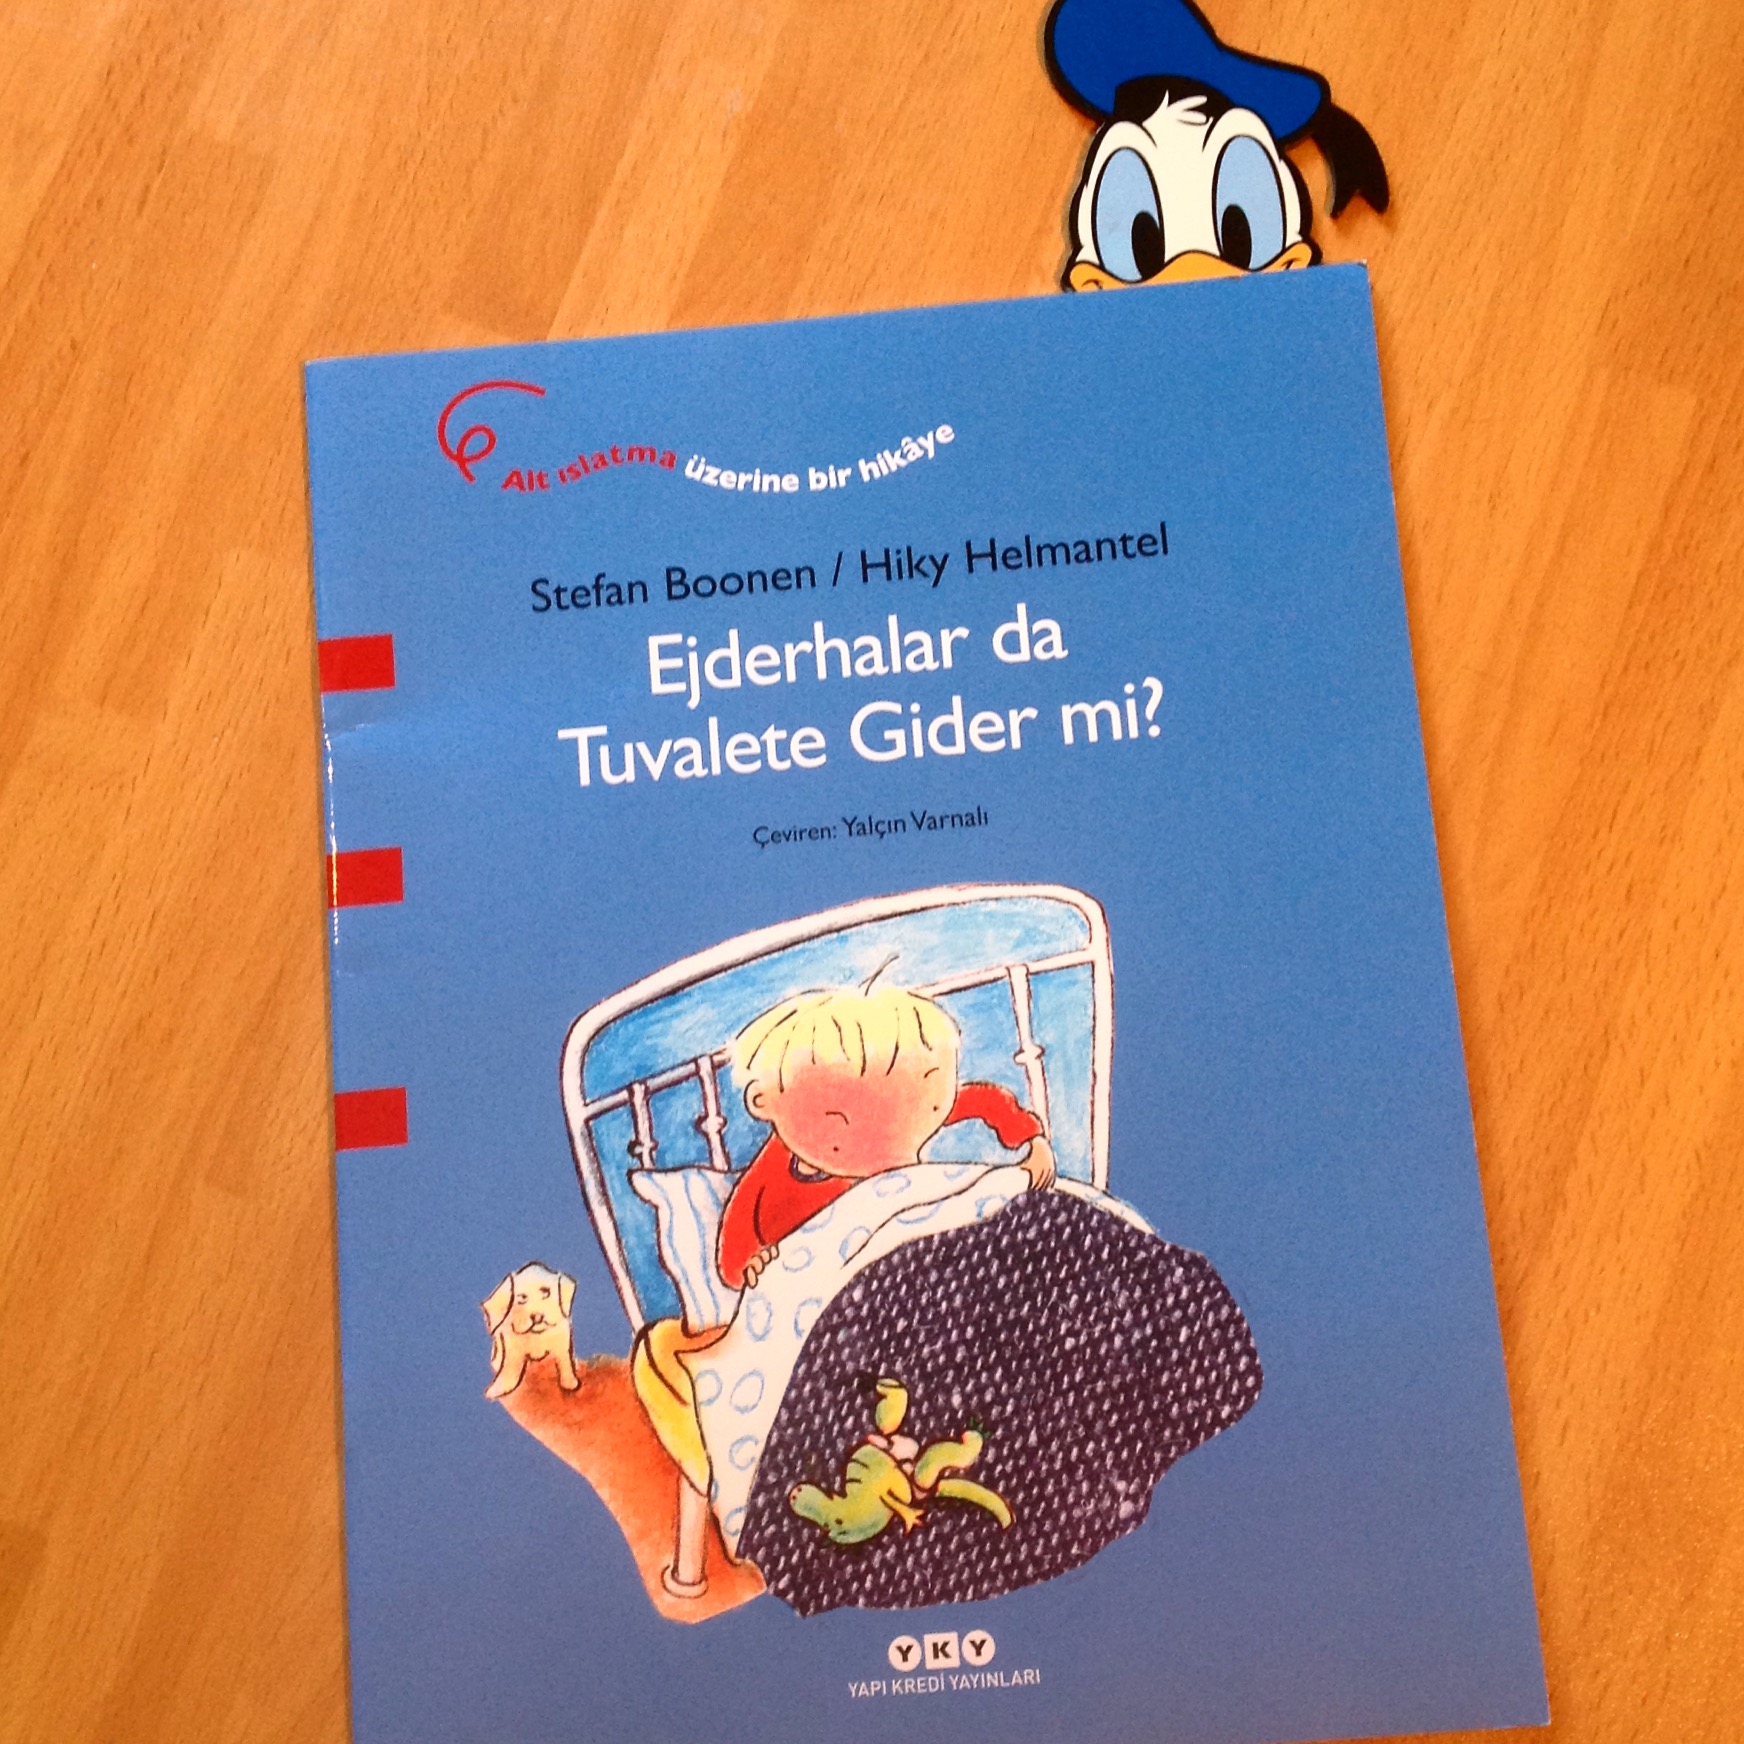 Alt ıslatma üzerine bir hikâye
Stefan Boonen / Hiky Helmantel
Ejderhalar da
Tuvalete Gider mi?
Çeviren: Yalçın Varnalı
YKY
YAPI KREDİ YAYINLARI